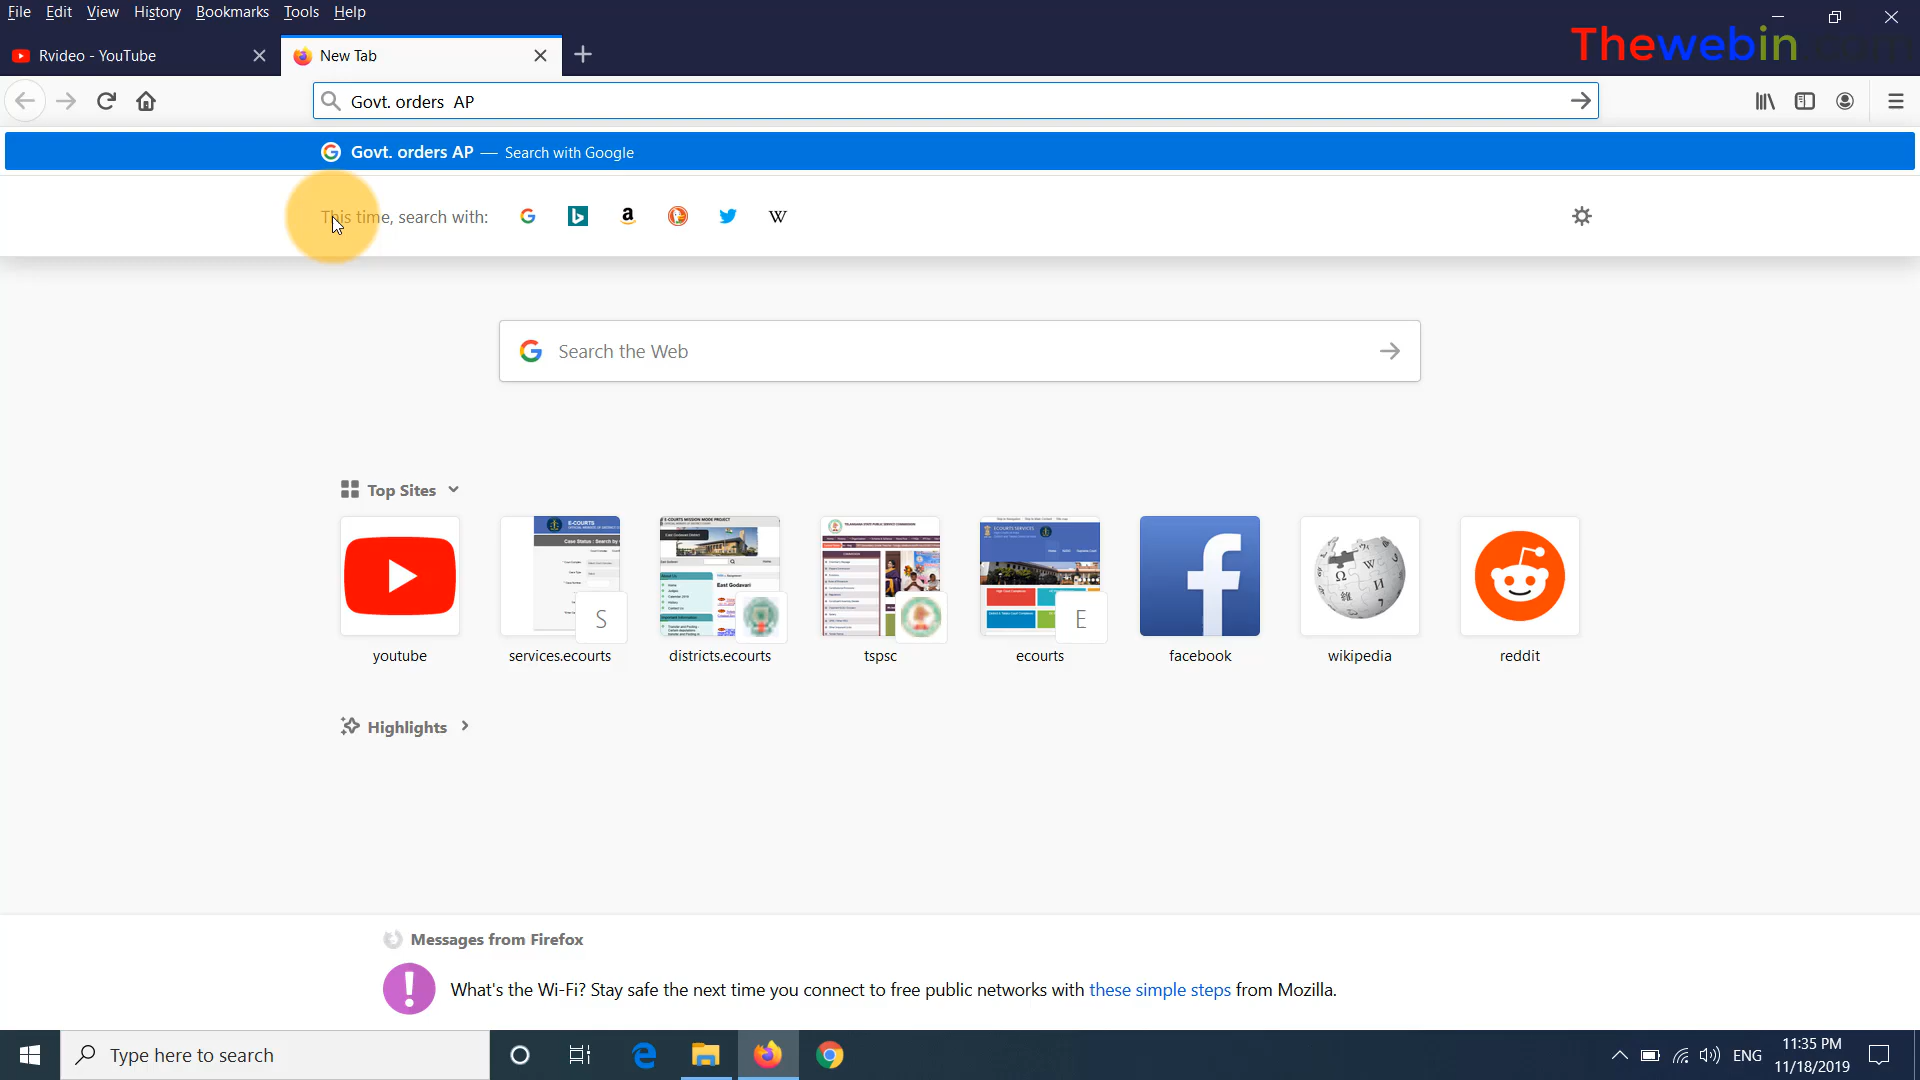 File Edit View History Bookmarks Tools Help
Rvideo - YouTube
New Tab
Thewebin.com
Govt. orders  AP
Govt. orders AP — Search with Google
This time, search with:
Search the Web
Top Sites
youtube
services.ecourts
districts.ecourts
tspsc
ecourts
facebook
wikipedia
reddit
S
E
Highlights
Messages from Firefox
What's the Wi-Fi? Stay safe the next time you connect to free public networks with these simple steps from Mozilla.
Type here to search
ENG
11:35 PM
11/18/2019